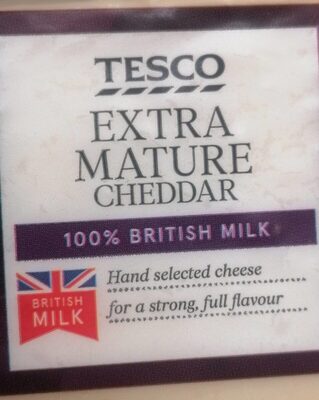 TESCO
EXTRA
MATURE
CHEDDAR
100% BRITISH MILK
BRITISH
MILK
Hand selected cheese
for a strong, full flavour